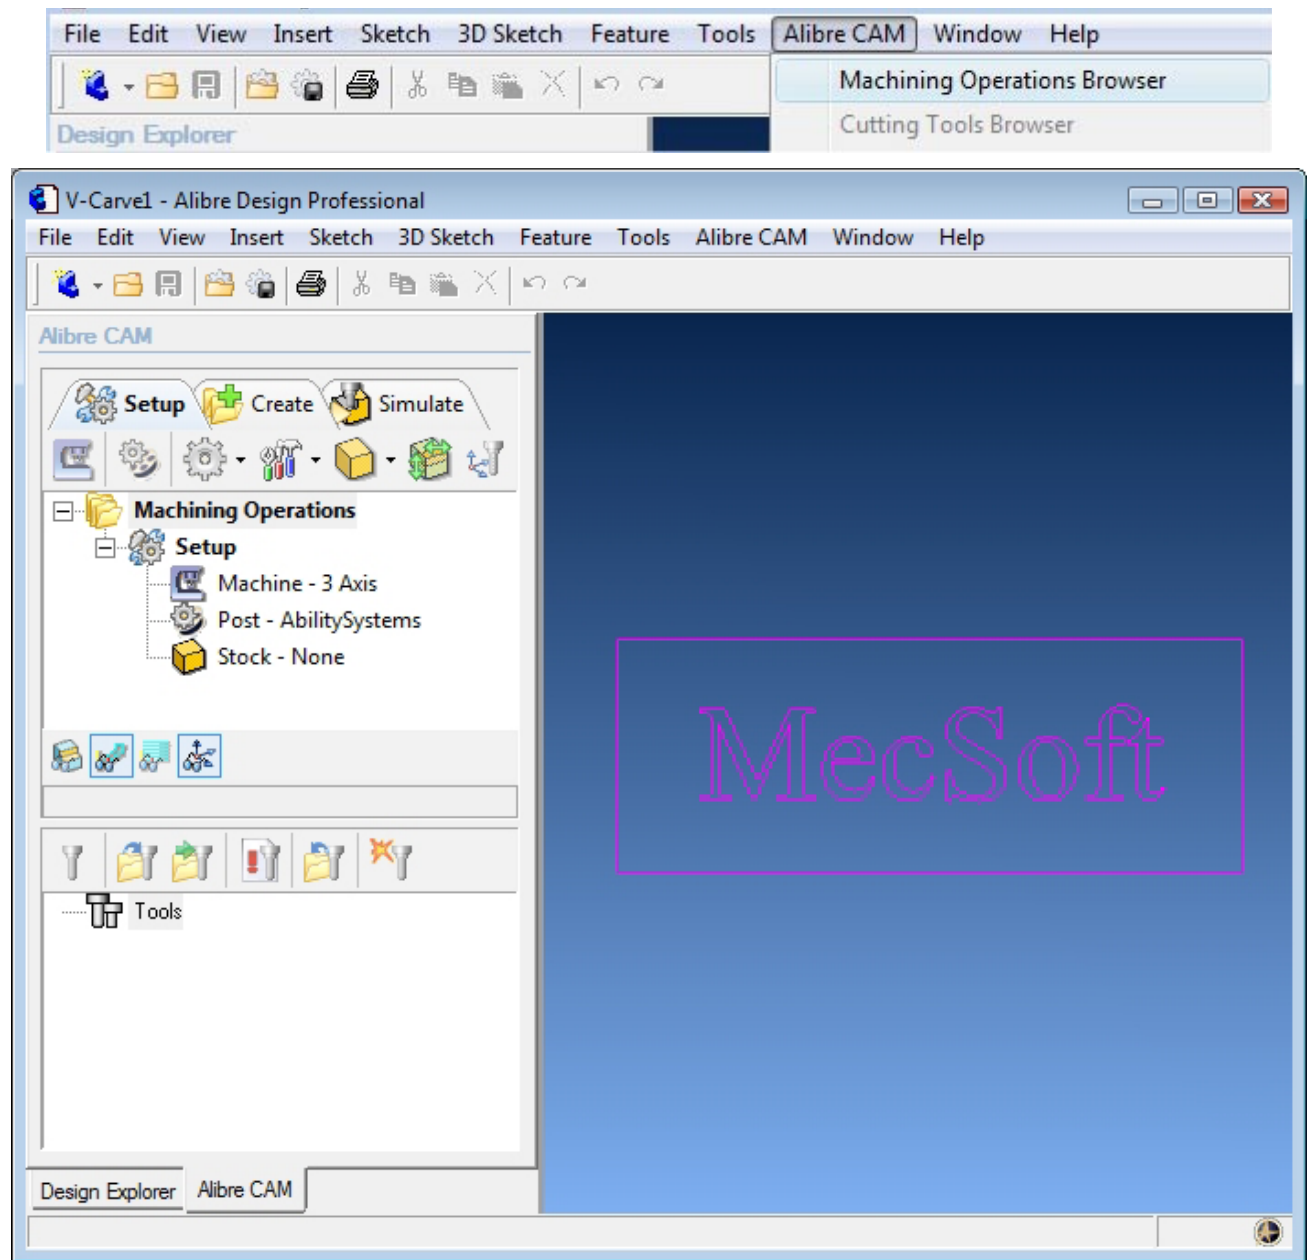 File Edit View Insert Sketch 3D Sketch Feature Tools Alibre CAM Window Help
Machining Operations Browser
Design Explorer
Cutting Tools Browser
V-Carve1 - Alibre Design Professional
File Edit View Insert Sketch 3D Sketch Feature Tools Alibre CAM Window Help
Alibre CAM
Setup Create Simulate
Machining Operations
Setup
Machine - 3 Axis
Post - AbilitySystems
Stock - None
MecSoft
Tools
Design Explorer Alibre CAM